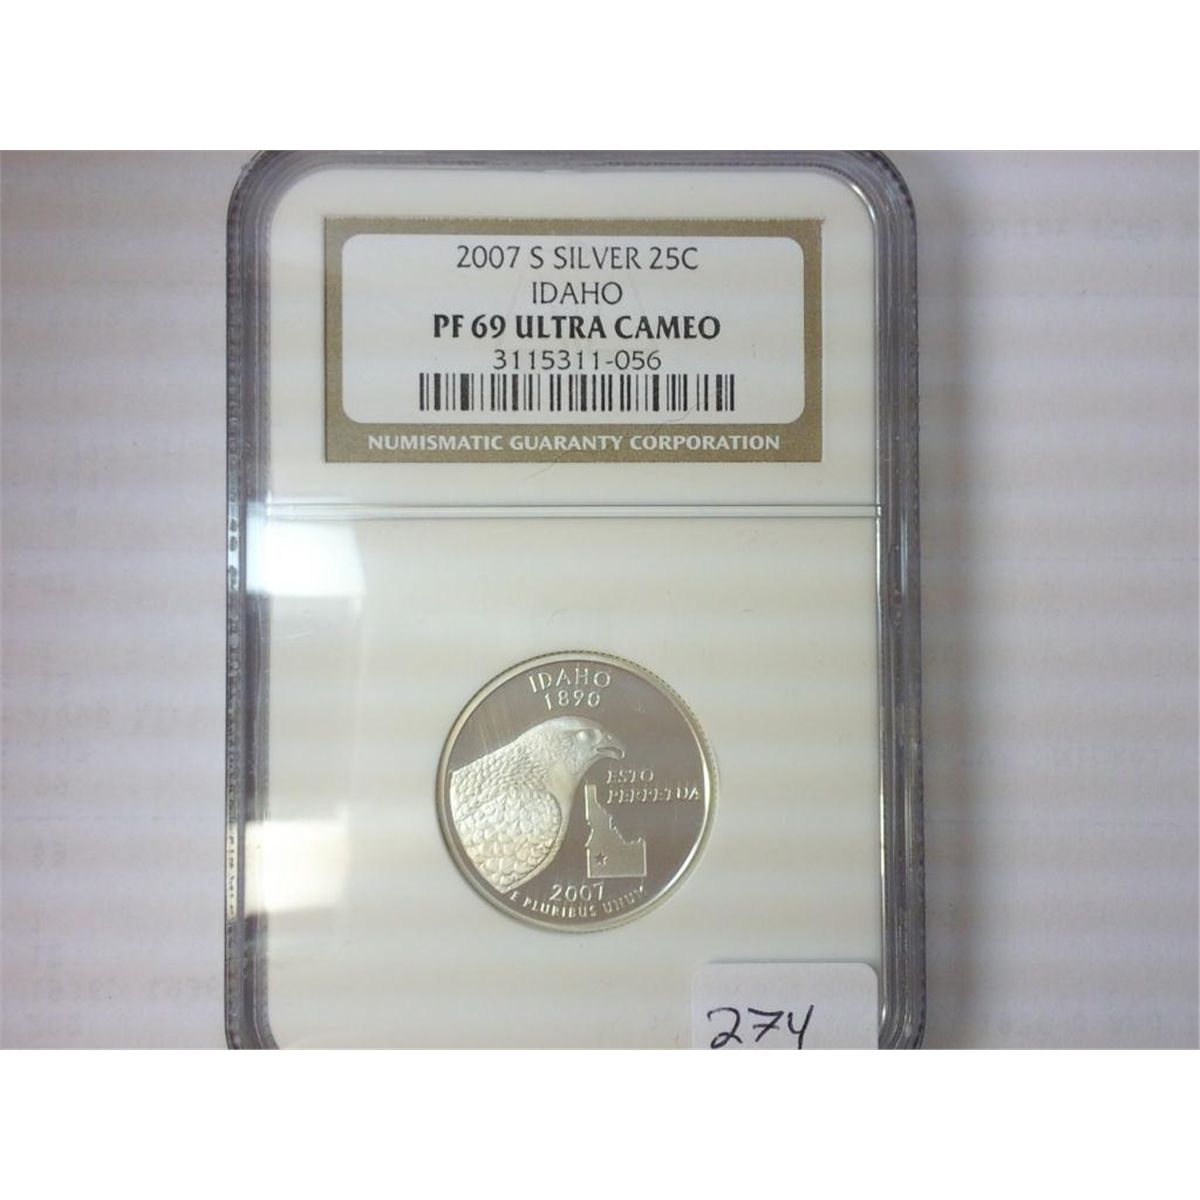 2007 S SILVER 25C
IDAHO
PF 69 ULTRA CAMEO
3115311-056
NUMISMATIC GUARANTY CORPORATION
IDAHO
1890
ESTO
PERPETUA
2007
E PLURIBUS UNUM
274